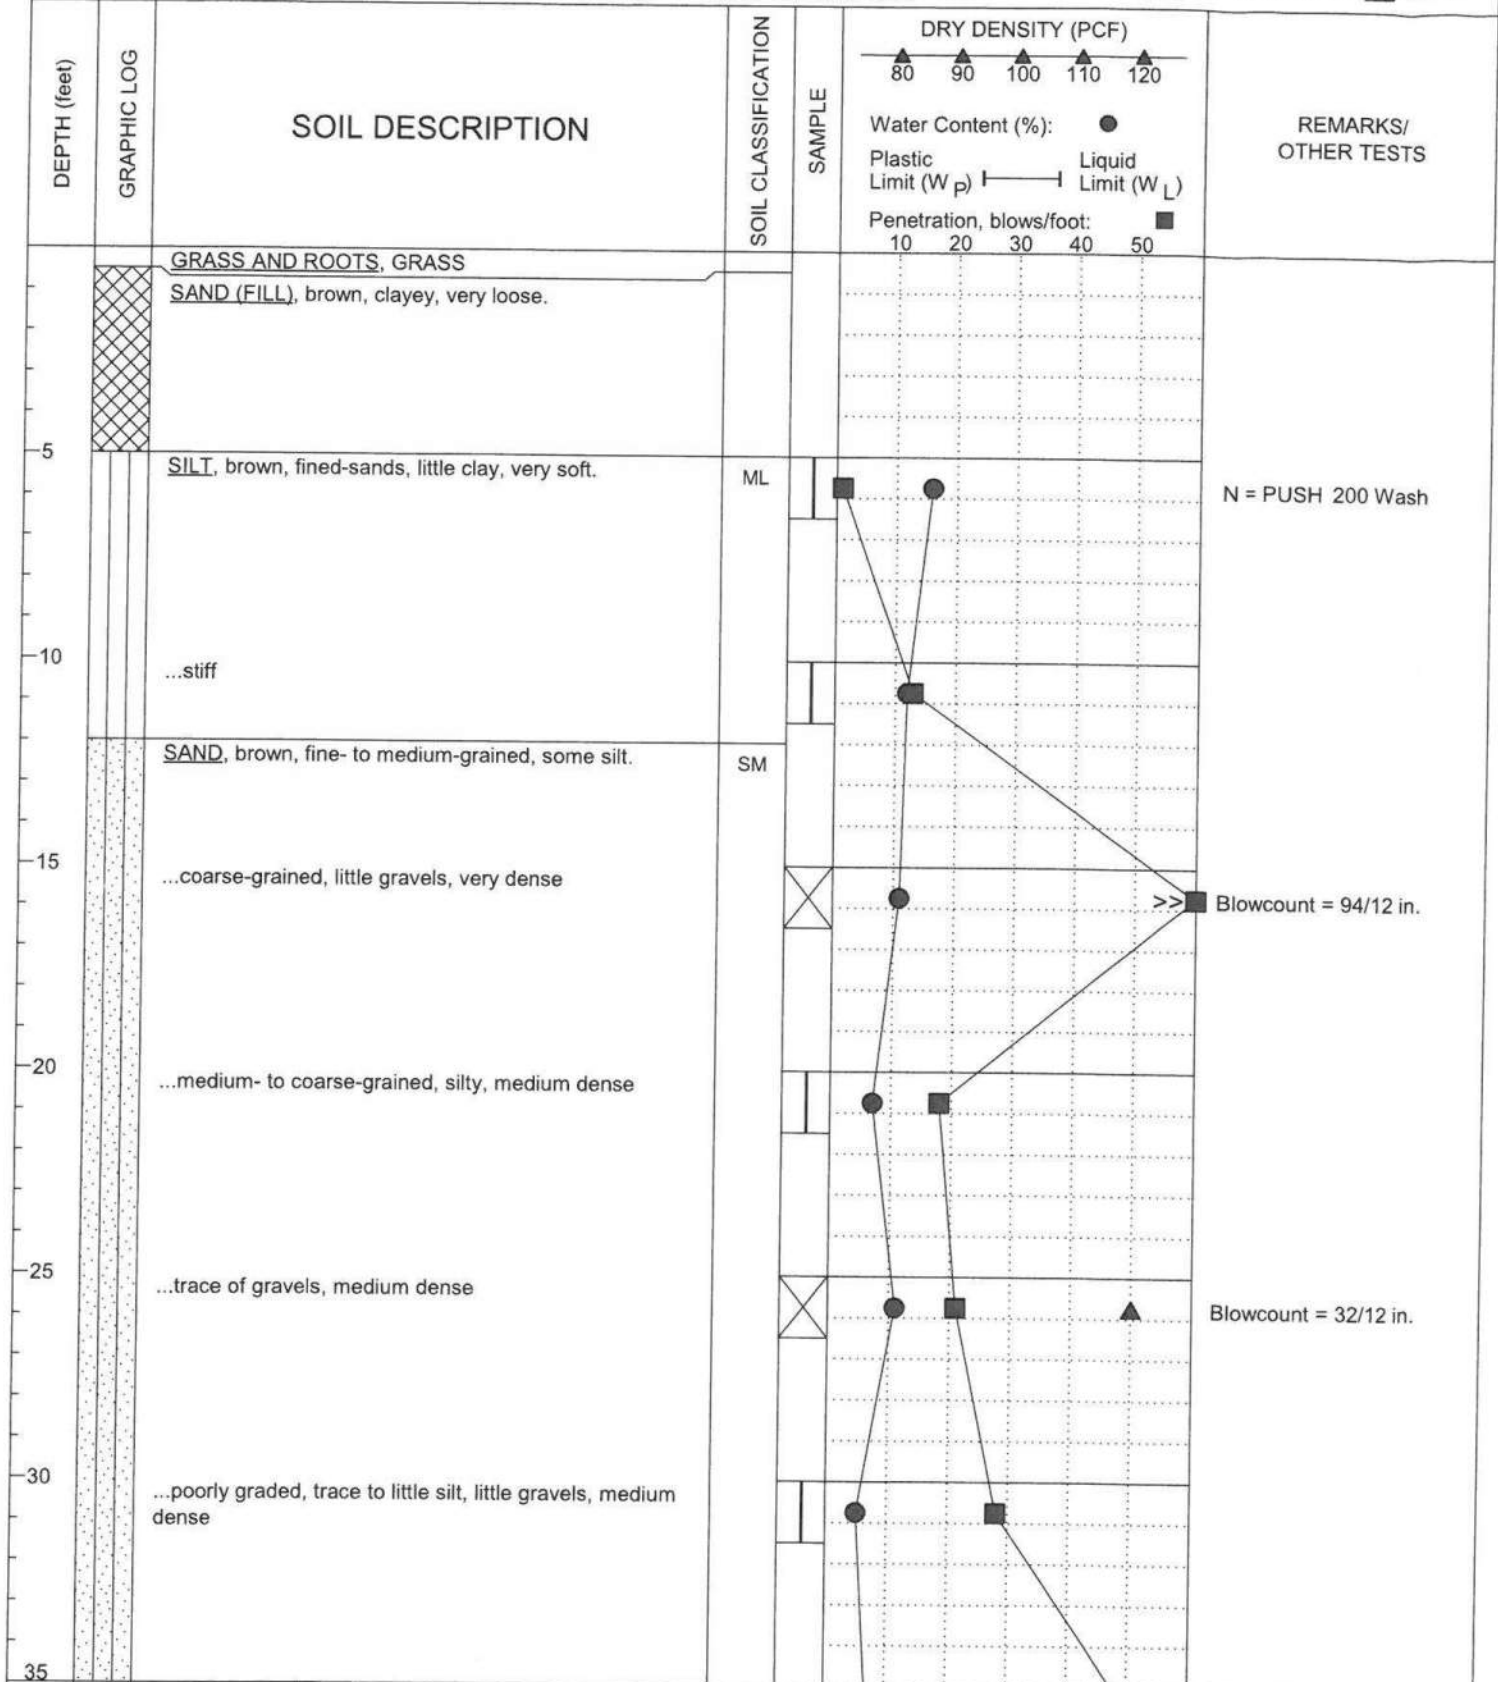 DEPTH (feet)
GRAPHIC LOG
SOIL DESCRIPTION
SOIL CLASSIFICATION
SAMPLE
DRY DENSITY (PCF)
80 90 100 110 120
Water Content (%):
Plastic Limit (W P) Liquid Limit (W L)
Penetration, blows/foot:
10 20 30 40 50
REMARKS/
OTHER TESTS
GRASS AND ROOTS, GRASS
SAND (FILL), brown, clayey, very loose.
5
SILT, brown, fined-sands, little clay, very soft.
ML
N = PUSH 200 Wash
10
...stiff
SAND, brown, fine- to medium-grained, some silt.
SM
15
...coarse-grained, little gravels, very dense
>>
Blowcount = 94/12 in.
20
...medium- to coarse-grained, silty, medium dense
25
...trace of gravels, medium dense
Blowcount = 32/12 in.
30
...poorly graded, trace to little silt, little gravels, medium
dense
35